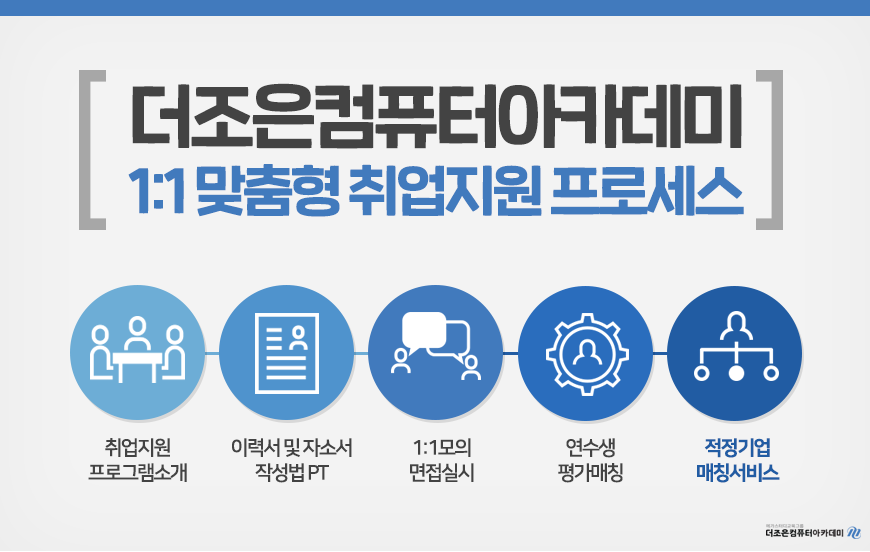 더조은컴퓨터아카데미
1:1 맞춤형 취업지원 프로세스
취업지원
프로그램소개
이력서 및 자소서
작성법 PT
1:1모의
면접실시
연수생
평가매칭
적정기업
매칭서비스
더조은컴퓨터아카데미